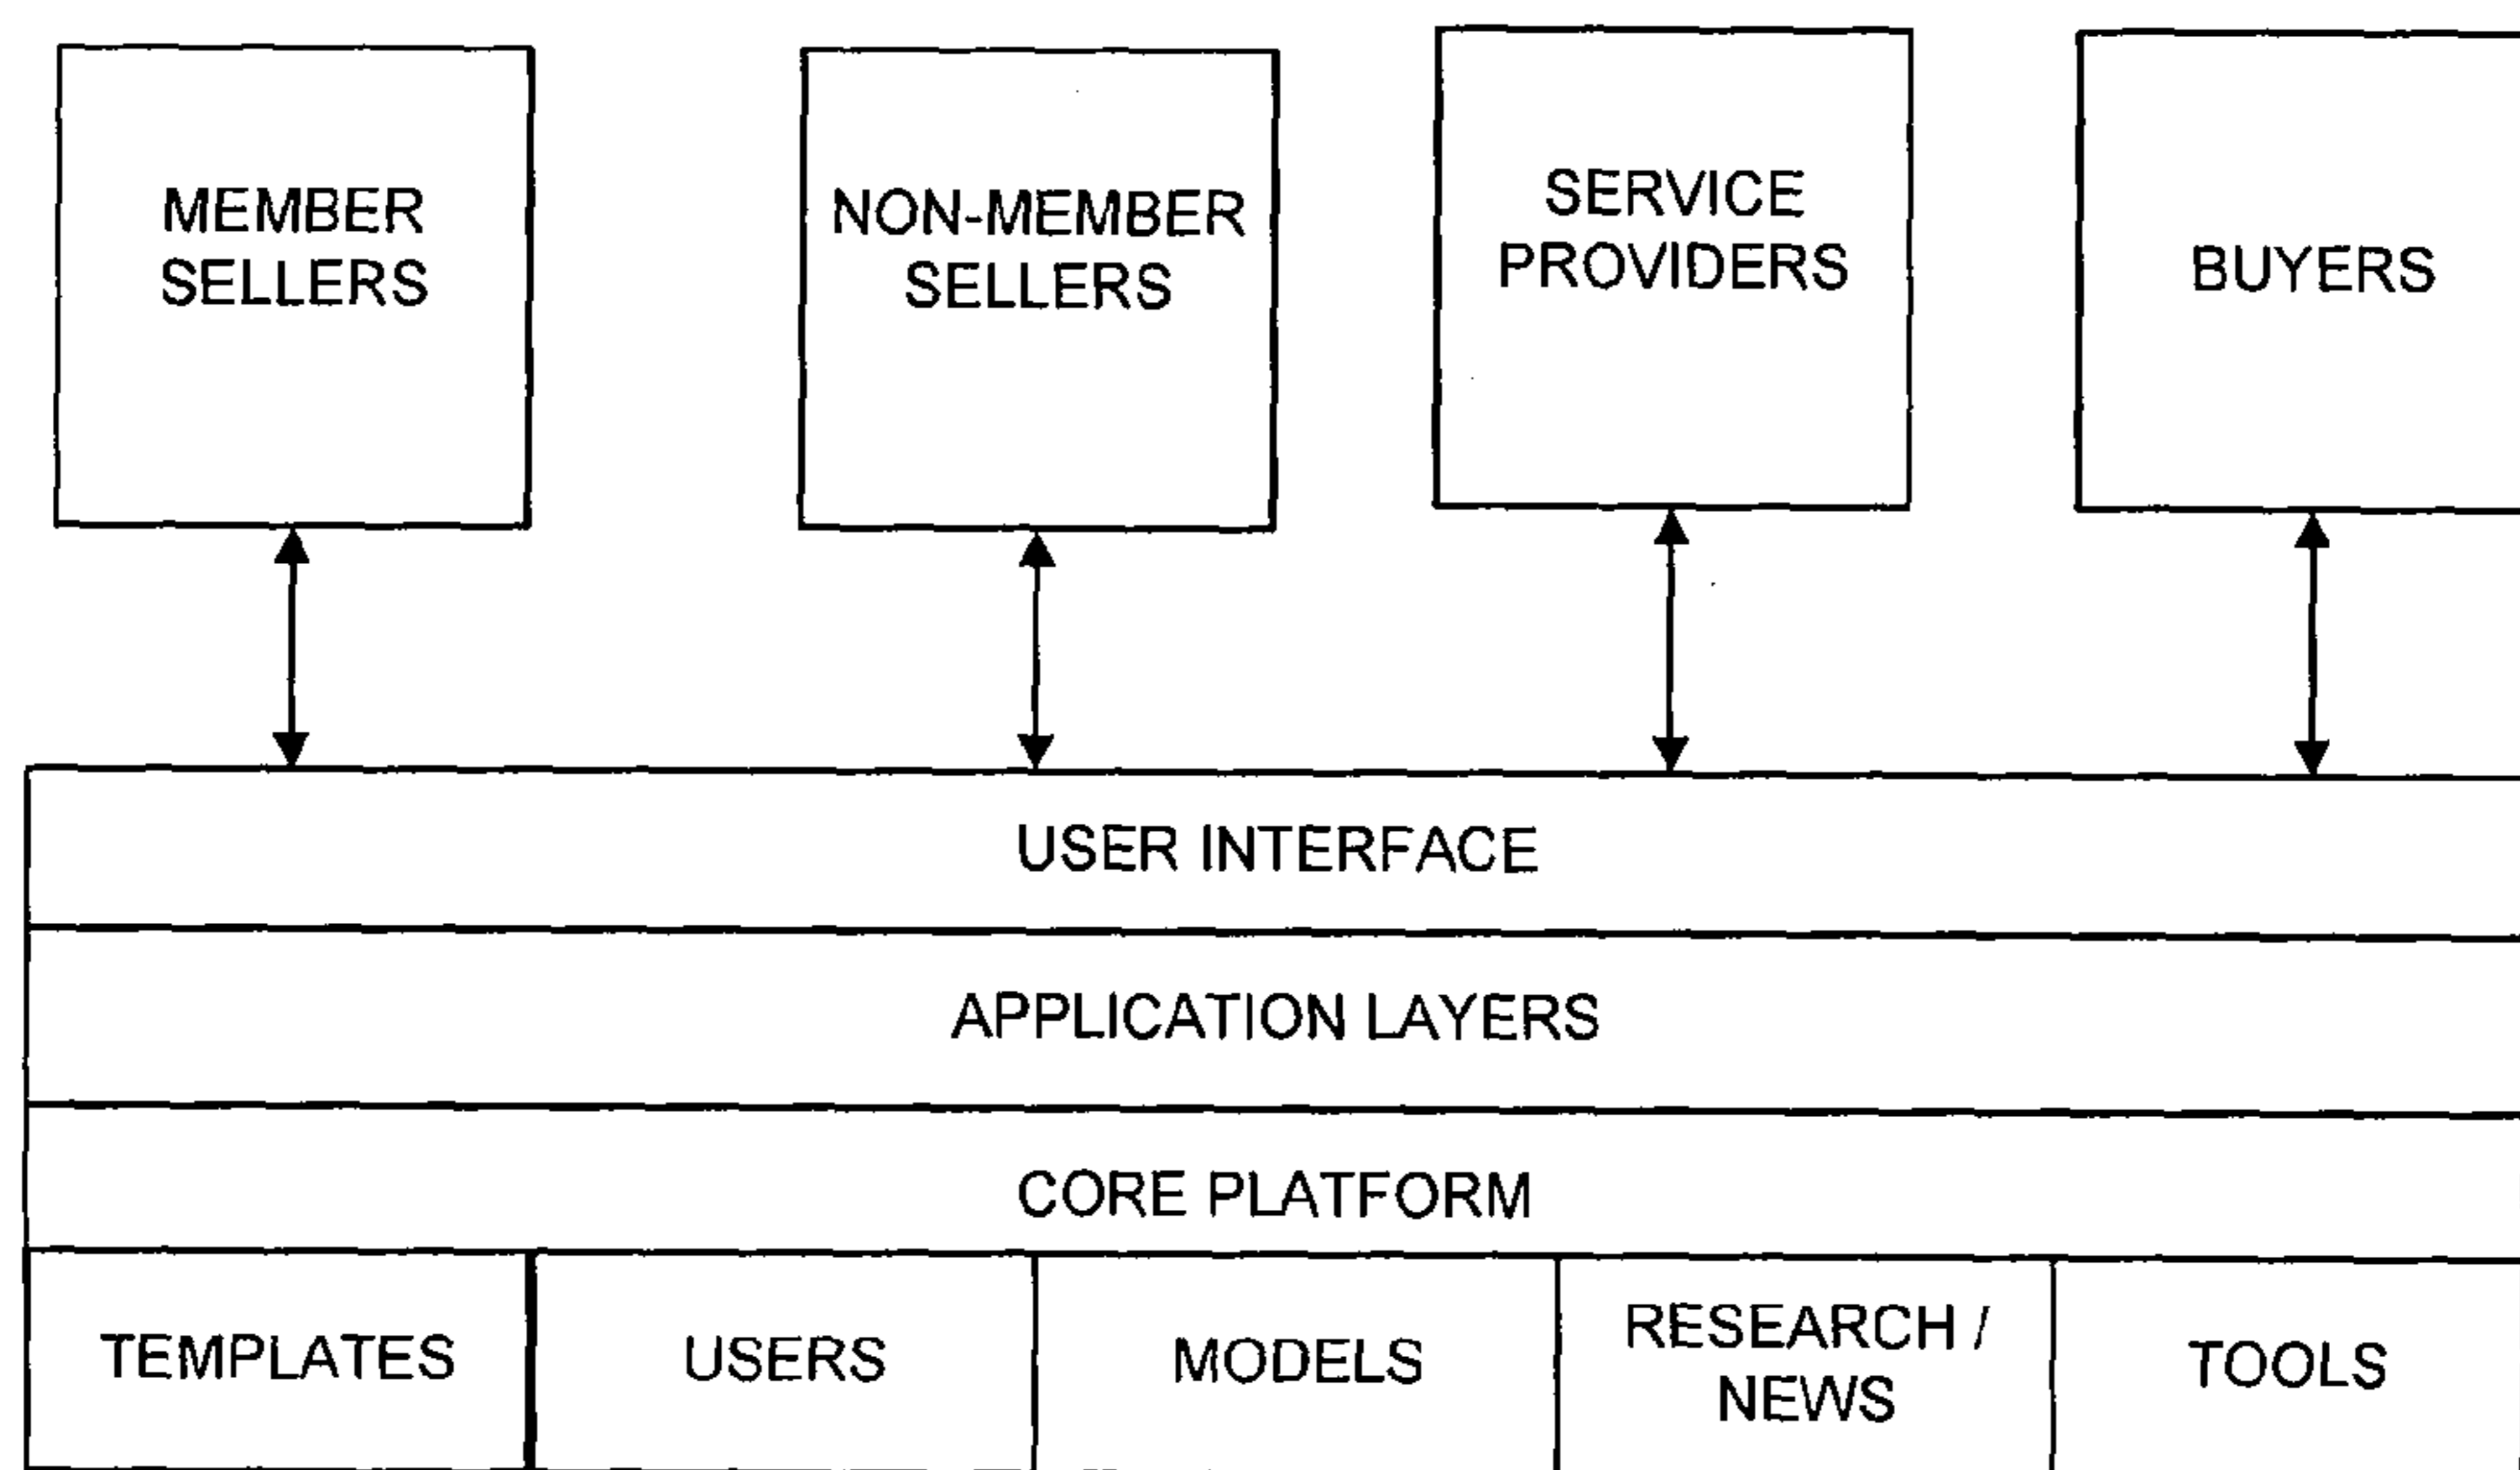 MEMBER
SELLERS
NON-MEMBER
SELLERS
SERVICE
PROVIDERS
BUYERS
USER INTERFACE
APPLICATION LAYERS
CORE PLATFORM
TEMPLATES
USERS
MODELS
RESEARCH /
NEWS
TOOLS